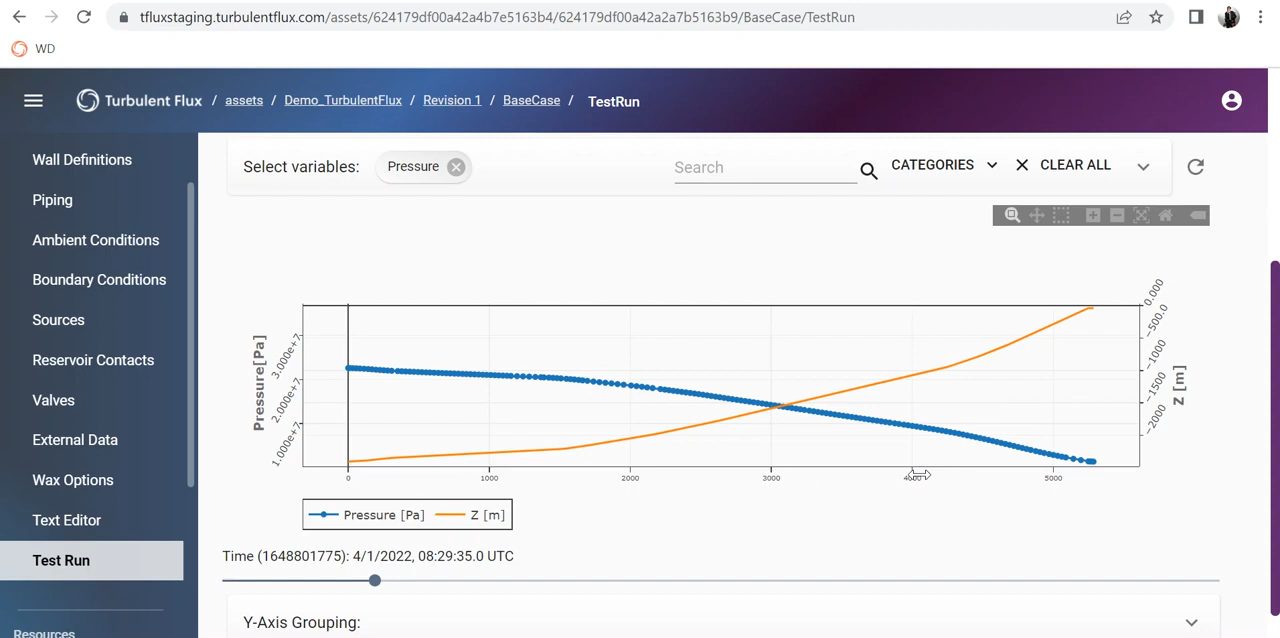 tfluxstaging.turbulentflux.com/assets/624179df00a42a4b7e5163b4/624179df00a42a2a7b5163b9/BaseCase/TestRun
WD
Turbulent Flux / assets / Demo_TurbulentFlux / Revision 1 / BaseCase / TestRun
Wall Definitions
Piping
Ambient Conditions
Boundary Conditions
Sources
Reservoir Contacts
Valves
External Data
Wax Options
Text Editor
Test Run
Resources
Select variables: Pressure Search CATEGORIES CLEAR ALL
Pressure[Pa]
3.000e+7
2.000e+7
1.000e+7
0.000
−500.0
−1000
−1500
−2000
Z [m]
0 1000 2000 3000 4000 5000
Pressure [Pa] Z [m]
Time (1648801775): 4/1/2022, 08:29:35.0 UTC
Y-Axis Grouping: